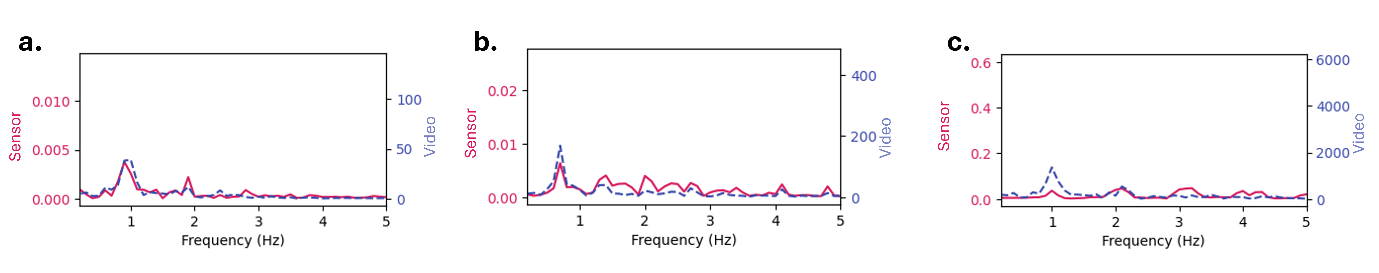 a.
0.010
0.005
0.000
Sensor
100
50
0
Video
1 2 3 4 5
Frequency (Hz)
b.
0.02
0.01
0.00
Sensor
400
200
0
Video
1 2 3 4 5
Frequency (Hz)
c.
0.6
0.4
0.2
0.0
Sensor
6000
4000
2000
0
Video
1 2 3 4 5
Frequency (Hz)